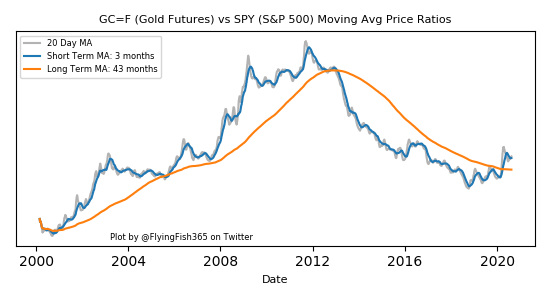 GC=F (Gold Futures) vs SPY (S&P 500) Moving Avg Price Ratios
20 Day MA
Short Term MA: 3 months
Long Term MA: 43 months
Plot by @FlyingFish365 on Twitter
2000 2004 2008 2012 2016 2020
Date